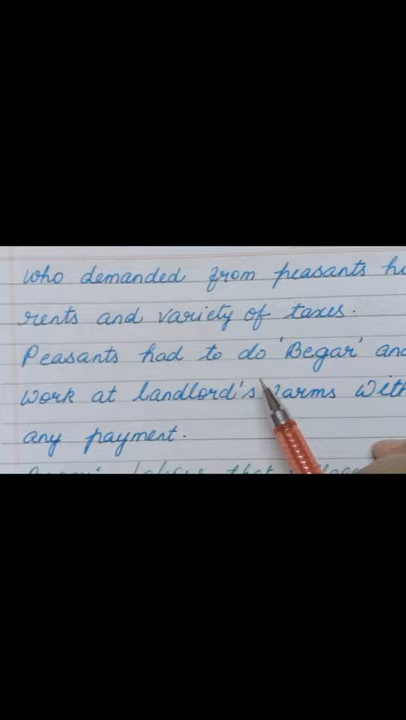 who demanded from peasants
rents and variety of taxes.
Peasants had to do 'Begar' and
work at landlord's
any payment.